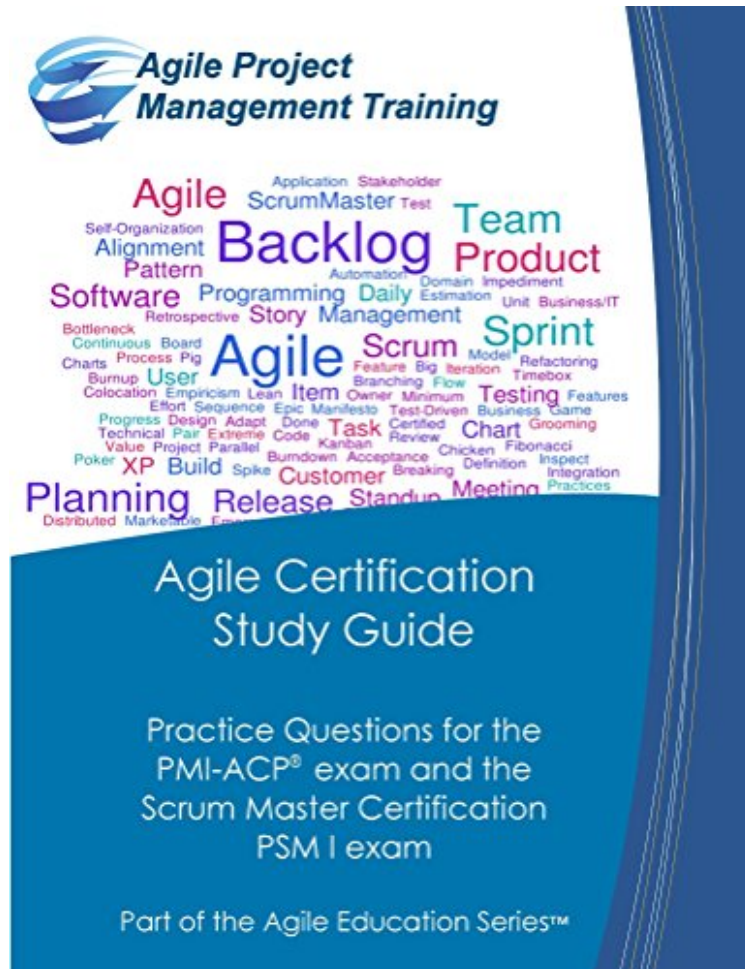 Agile Project
Management Training
Application Stakeholder
Agile ScrumMaster Test
Self-Organization Backlog Team
Alignment Product
Pattern Automation Domain Impediment
Software Programming Daily Estimation Unit Business/IT
Retrospective Story Management
Bottleneck Sprint
Continuous Board Agile Scrum Model Refactoring
Charts Process Pig Feature Big Iteration Timebox
Burnup User Branching Flow
Colocation Empiricism Lean Item Owner Minimum Testing Features
Effort Sequence Epic Manifesto Test-Driven Business Game
Progress Design Adapt Done Task Certified Chart Grooming
Technical Pair Extreme Code Kanban Review
Value Project Parallel Chicken Fibonacci
Burndown Acceptance Definition Inspect
Poker XP Build Spike Customer Breaking Integration
Planning Release Standup Meeting Practices
Distributed Marketable
Agile Certification
Study Guide
Practice Questions for the
PMI-ACP® exam and the
Scrum Master Certification
PSM I exam
Part of the Agile Education Series™